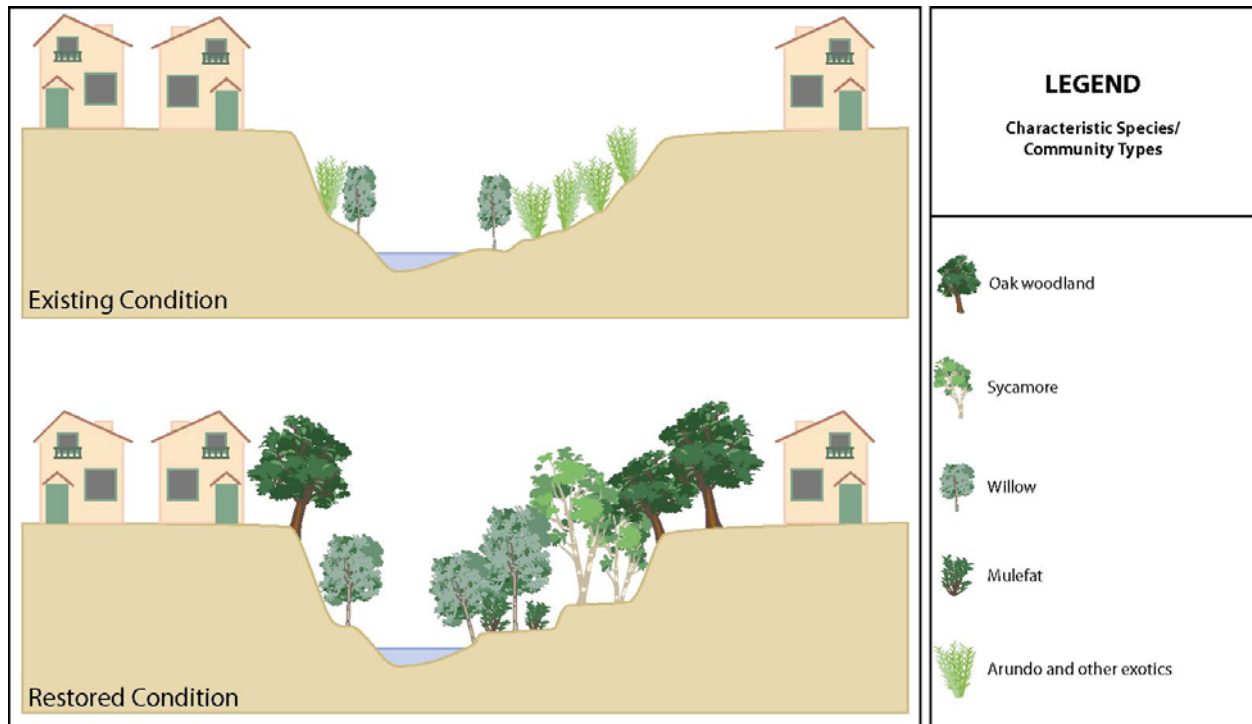 Existing Condition
Restored Condition
LEGEND
Characteristic Species/
Community Types
Oak woodland
Sycamore
Willow
Mulefat
Arundo and other exotics